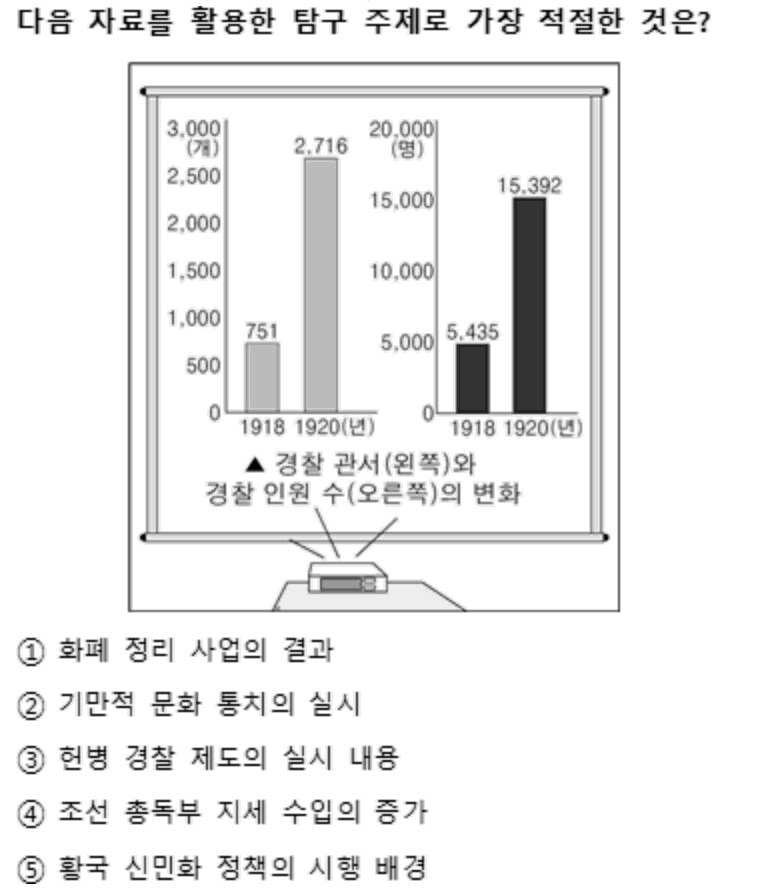 다음 자료를 활용한 탐구 주제로 가장 적절한 것은?
3,000
(개)
2,500
2,000
1,500
1,000
500
0
751
2,716
1918 1920(년)
20,000
(명)
15,000
10,000
5,000
0
5,435
15,392
1918 1920(년)
▲ 경찰 관서(왼쪽)와
경찰 인원 수(오른쪽)의 변화
① 화폐 정리 사업의 결과
② 기만적 문화 통치의 실시
③ 헌병 경찰 제도의 실시 내용
④ 조선 총독부 지세 수입의 증가
⑤ 황국 신민화 정책의 시행 배경